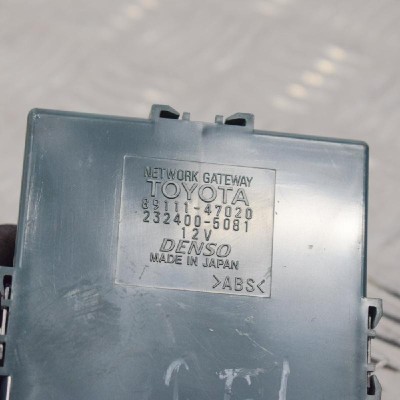 NETWORK GATEWAY
TOYOTA
89111-47020
232400-5081
12V
DENSO
MADE IN JAPAN
>ABS<